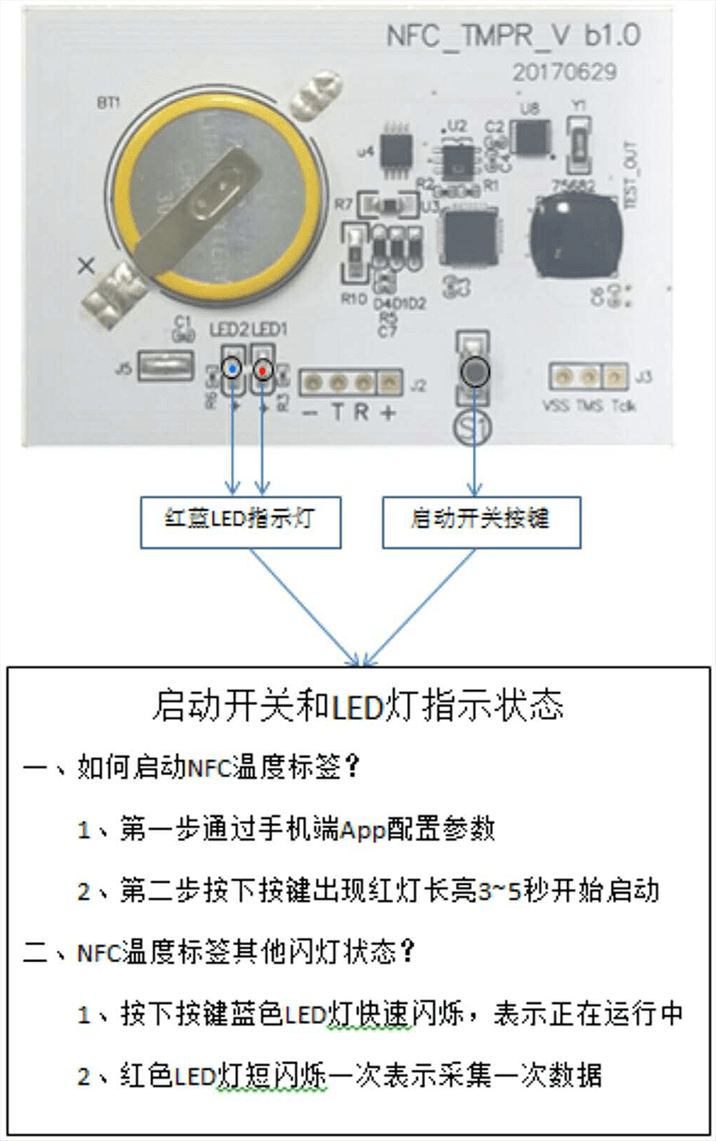 NFC_TMPR_V b1.0
20170629
BT1
U8
Y1
U2
C2
C4
u4
R2
R1
75682
TEST_OUT
R7
U3
R10
D4D1D2
R5
C7
C1
LED2 LED1
J5
R6
R3
J2
- T R +
S1
J3
VSS TMS Tclk
红蓝LED指示灯
启动开关按键
启动开关和LED灯指示状态
一、如何启动NFC温度标签？
1、第一步通过手机端App配置参数
2、第二步按下按键出现红灯长亮3~5秒开始启动
二、NFC温度标签其他闪灯状态？
1、按下按键蓝色LED灯快速闪烁，表示正在运行中
2、红色LED灯短闪烁一次表示采集一次数据